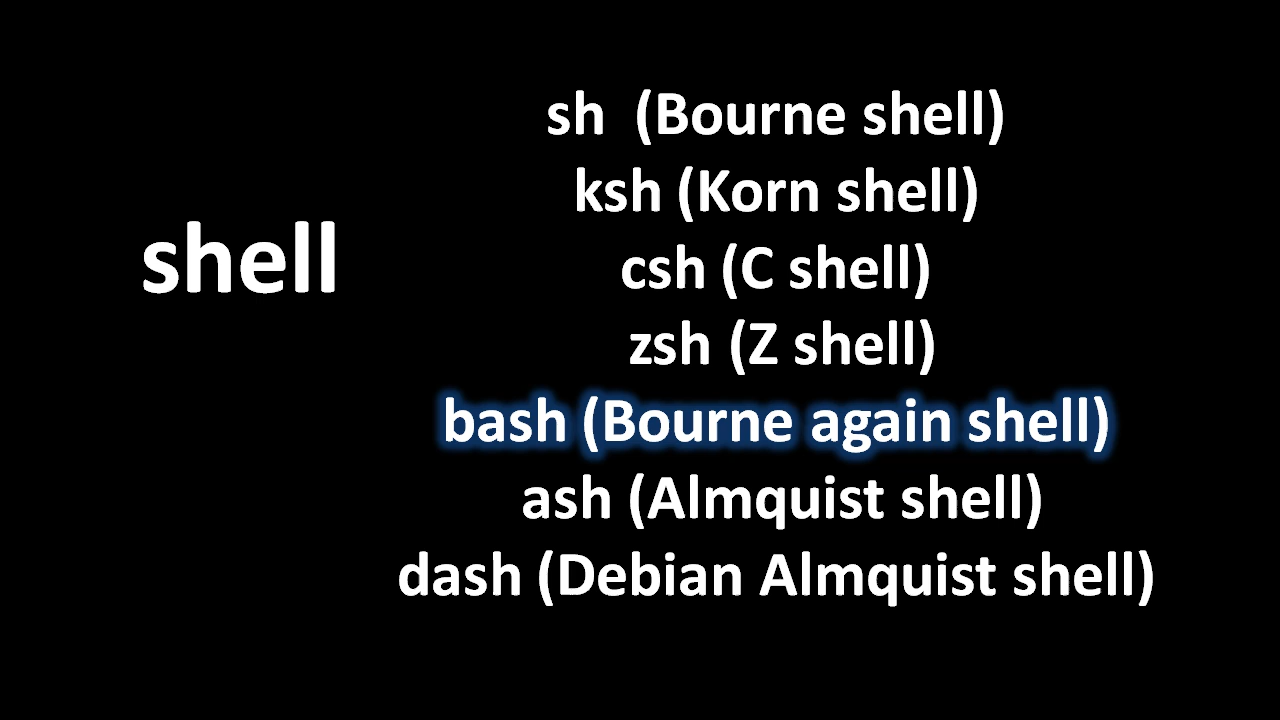 shell
sh  (Bourne shell)
ksh (Korn shell)
csh (C shell)
zsh (Z shell)
bash (Bourne again shell)
ash (Almquist shell)
dash (Debian Almquist shell)